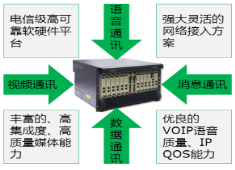 电信级高可
靠软硬件平
台
语音
通讯
强大灵活的
网络接入方
案
视频通讯
消息通讯
丰富的、高
集成度、高
质量媒体能
力
数据
通讯
优良的
VOIP语音
质量、IP
QOS能力